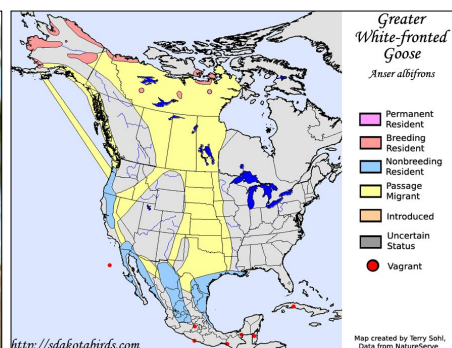 Greater
White-fronted
Goose
Anser albifrons
Permanent
Resident
Breeding
Resident
Nonbreeding
Resident
Passage
Migrant
Introduced
Uncertain
Status
Vagrant
http://sdakotabirds.com
Map created by Terry Sohl,
Data from NatureServe